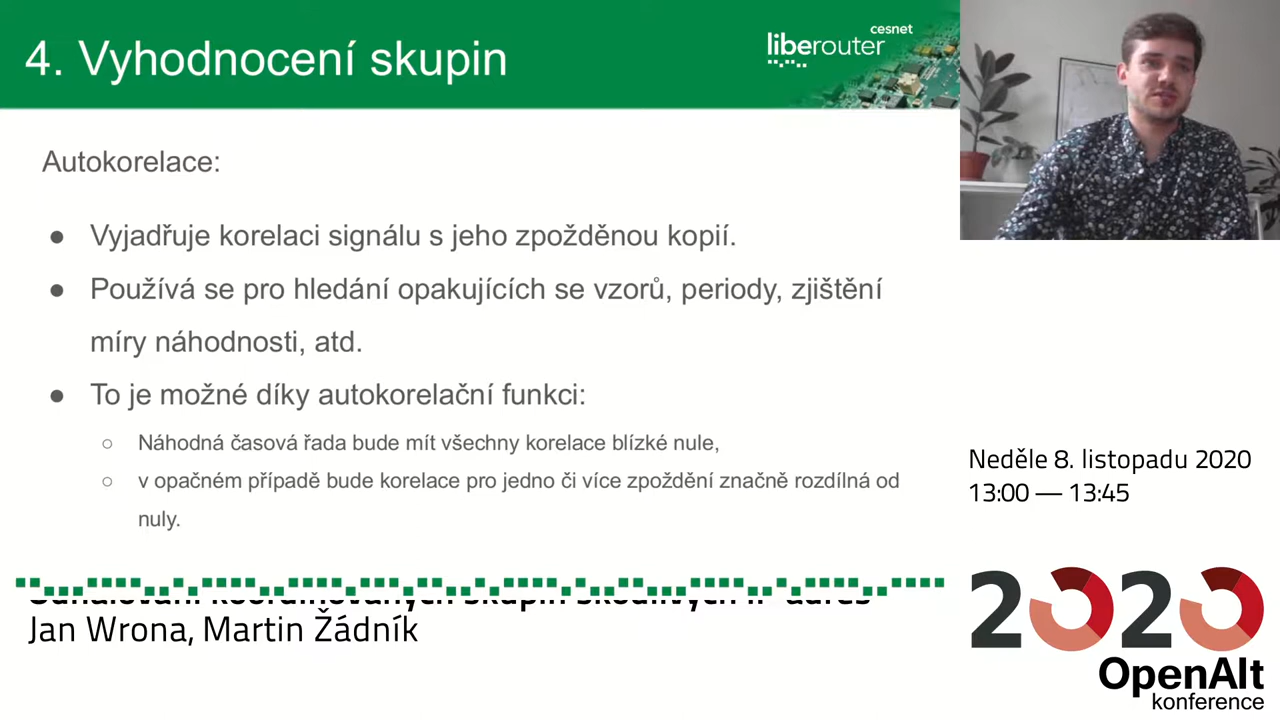 4. Vyhodnocení skupin
cesnet
liberouter
Autokorelace:
● Vyjadřuje korelaci signálu s jeho zpožděnou kopií.
● Používá se pro hledání opakujících se vzorů, periody, zjištění
míry náhodnosti, atd.
● To je možné díky autokorelační funkci:
○ Náhodná časová řada bude mít všechny korelace blízké nule,
○ v opačném případě bude korelace pro jedno či více zpoždění značně rozdílná od
nuly.
Neděle 8. listopadu 2020
13:00 — 13:45
Jan Wrona, Martin Žádník
2020
OpenAlt
konference